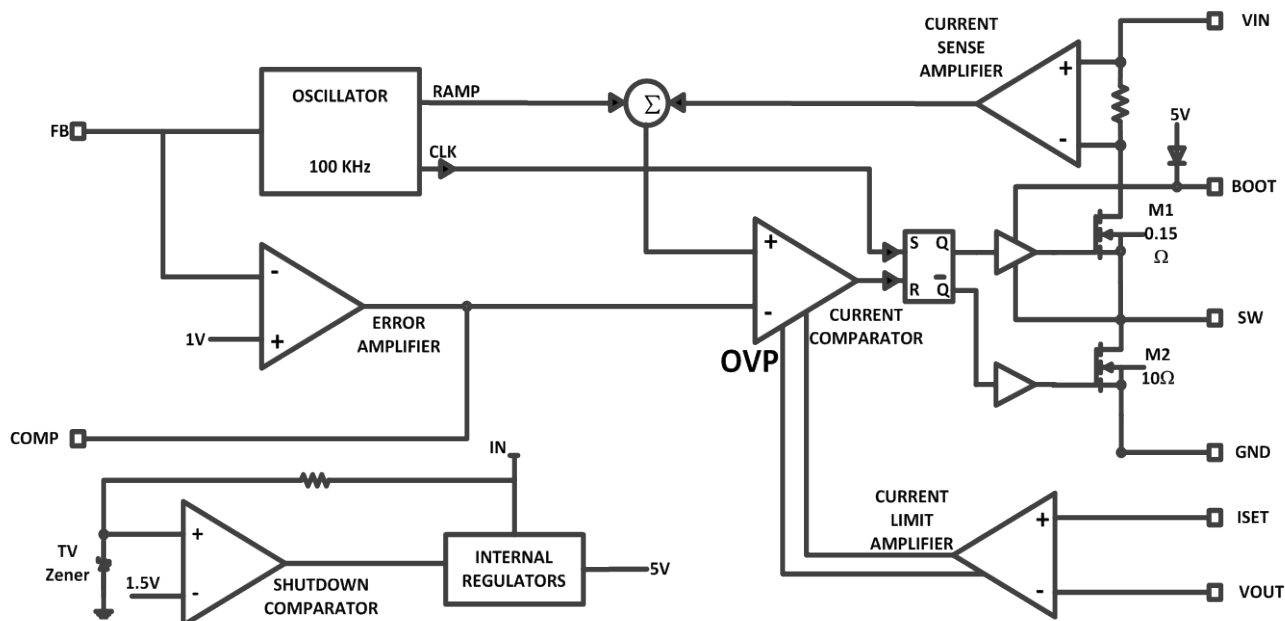 CURRENT
SENSE
AMPLIFIER
VIN
+
-
OSCILLATOR
100 KHz
RAMP
Σ
FB
CLK
5V
BOOT
M1
0.15
Ω
S Q
R Q̅
+
-
CURRENT
COMPARATOR
OVP
-
+
1V
ERROR
AMPLIFIER
SW
M2
10Ω
COMP
GND
IN
TV
Zener
+
-
1.5V
SHUTDOWN
COMPARATOR
INTERNAL
REGULATORS
5V
CURRENT
LIMIT
AMPLIFIER
+
-
ISET
VOUT